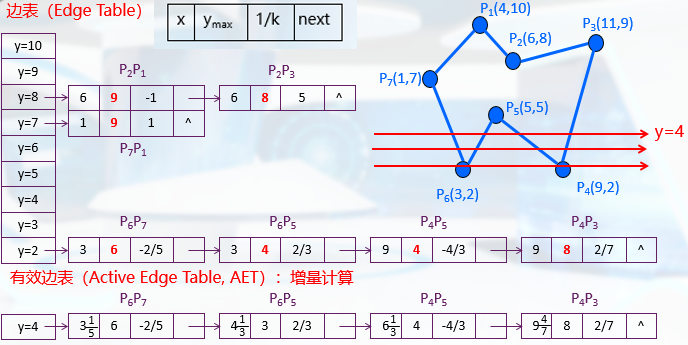 边表(Edge Table)
x ymax 1/k next
P1(4,10)
P3(11,9)
P2(6,8)
P7(1,7)
P5(5,5)
y=4
P6(3,2)
P4(9,2)
y=10
y=9
P2P1 P2P3
y=8 6 9 -1 6 8 5 ^
y=7 1 9 1 ^
P7P1
y=6
y=5
y=4
y=3
P6P7 P6P5 P4P5 P4P3
y=2 3 6 -2/5 3 4 2/3 9 4 -4/3 9 8 2/7 ^
有效边表(Active Edge Table, AET):增量计算
P6P7 P6P5 P4P5 P4P3
y=4 3 1/5 6 -2/5 4 1/3 3 2/3 6 1/3 4 -4/3 9 4/7 8 2/7 ^